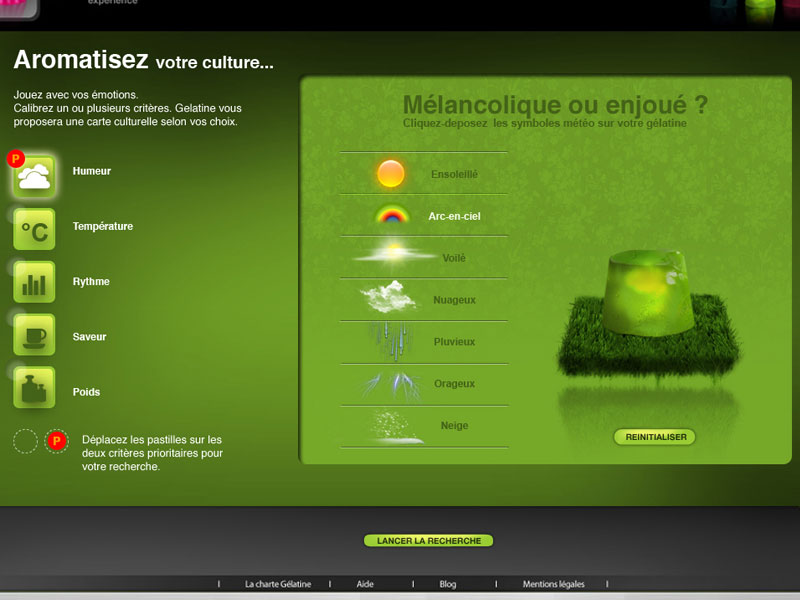 expérience
Aromatisez votre culture...
Jouez avec vos émotions.
Calibrez un ou plusieurs critères. Gelatine vous
proposera une carte culturelle selon vos choix.
P
Humeur
°C
Température
Rythme
Saveur
Poids
P
Déplacez les pastilles sur les
deux critères prioritaires pour
votre recherche.
Mélancolique ou enjoué ?
Cliquez-deposez les symboles météo sur votre gélatine
Ensoleillé
Arc-en-ciel
Voilé
Nuageux
Pluvieux
Orageux
Neige
REINITIALISER
LANCER LA RECHERCHE
La charte Gélatine
Aide
Blog
Mentions légales